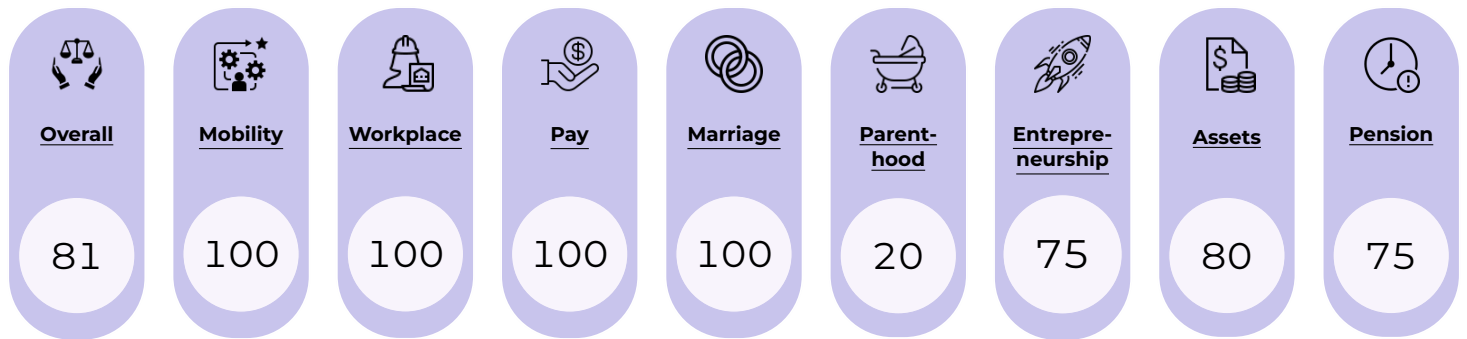 Overall
81
Mobility
100
Workplace
100
Pay
100
Marriage
100
Parent-
hood
20
Entrepre-
neurship
75
$
Assets
80
Pension
75